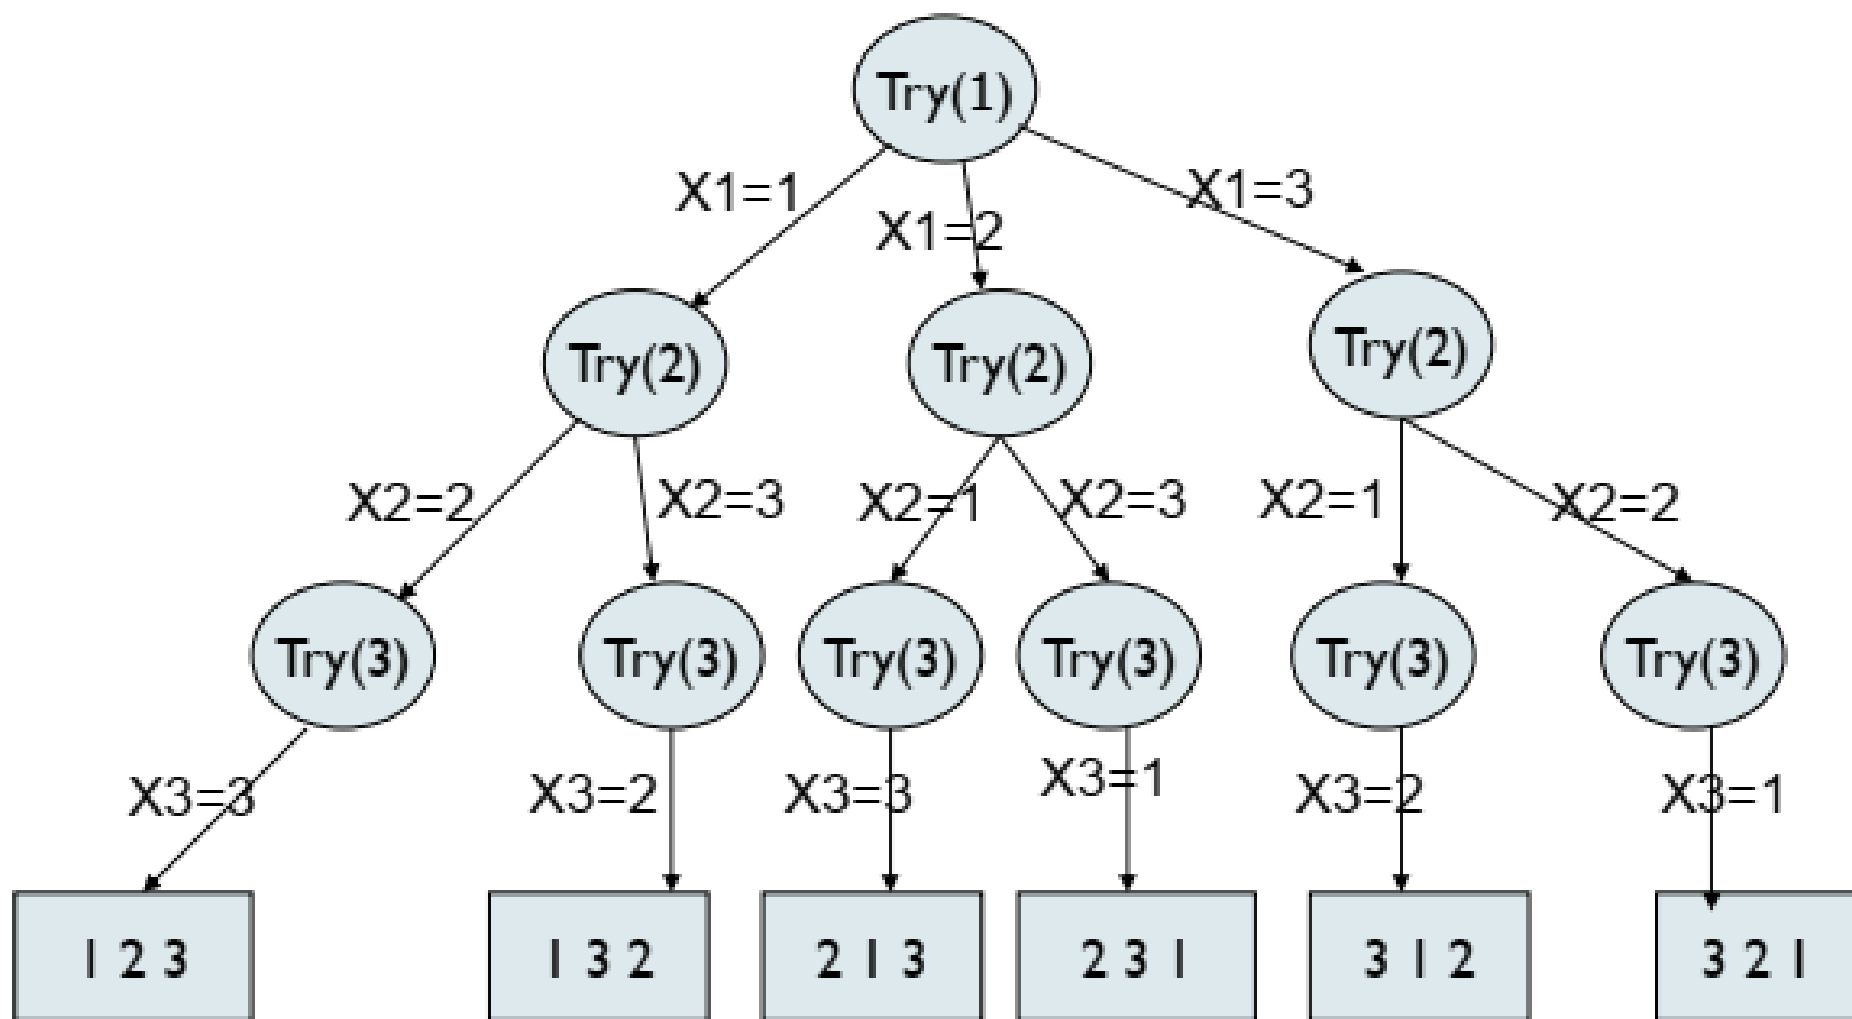 Try(1)
X1=1
X1=2
X1=3
Try(2)
Try(2)
Try(2)
X2=2
X2=3
X2=1
X2=3
X2=1
X2=2
Try(3)
Try(3)
Try(3)
Try(3)
Try(3)
Try(3)
X3=3
X3=2
X3=3
X3=1
X3=2
X3=1
1 2 3
1 3 2
2 1 3
2 3 1
3 1 2
3 2 1